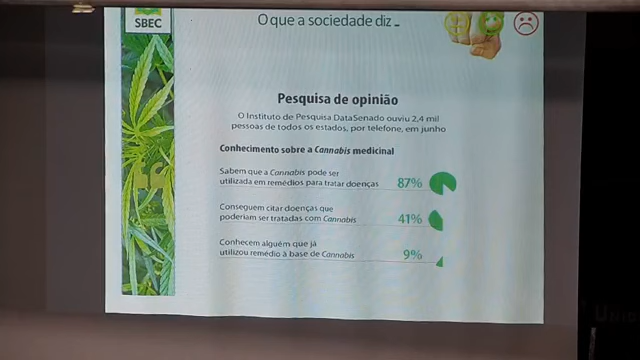 SBEC
O que a sociedade diz ..
Pesquisa de opinião
O Instituto de Pesquisa DataSenado ouviu 2,4 mil
pessoas de todos os estados, por telefone, em junho
Conhecimento sobre a Cannabis medicinal
Sabem que a Cannabis pode ser
utilizada em remédios para tratar doenças 87%
Conseguem citar doenças que
poderiam ser tratadas com Cannabis 41%
Conhecem alguém que já
utilizou remédio à base de Cannabis 9%